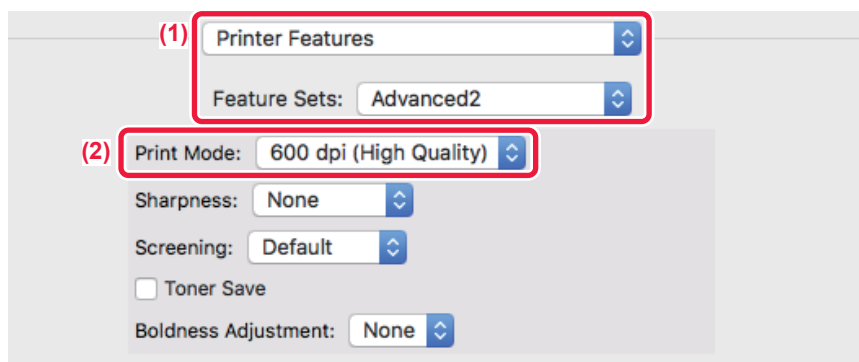 (1) Printer Features
Feature Sets: Advanced2
(2) Print Mode: 600 dpi (High Quality)
Sharpness: None
Screening: Default
Toner Save
Boldness Adjustment: None